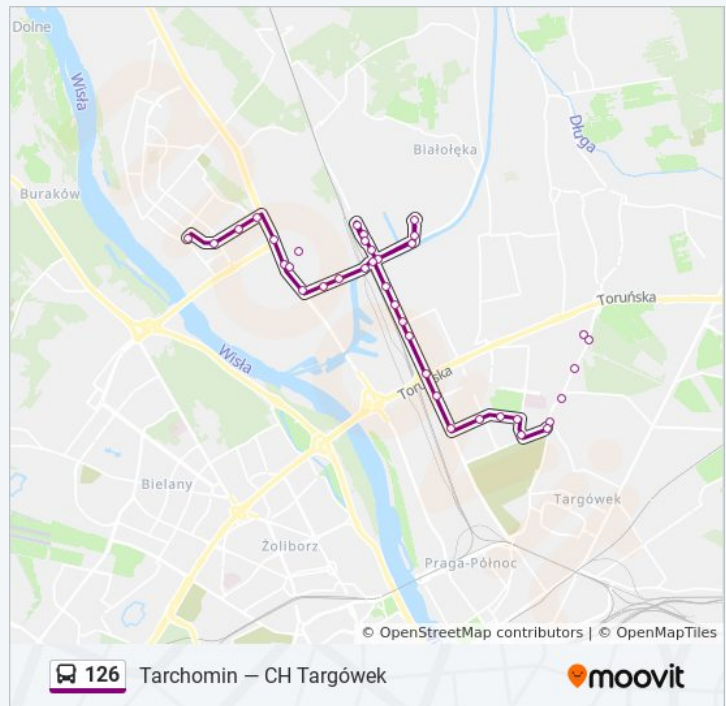 Dolne
Wisła
Długa
Białołęka
Buraków
Toruńska
Wisła
Toruńska
Bielany
Targówek
Żoliborz
Praga-Północ
© OpenStreetMap contributors | © OpenMapTiles
126 Tarchomin — CH Targówek
moovit